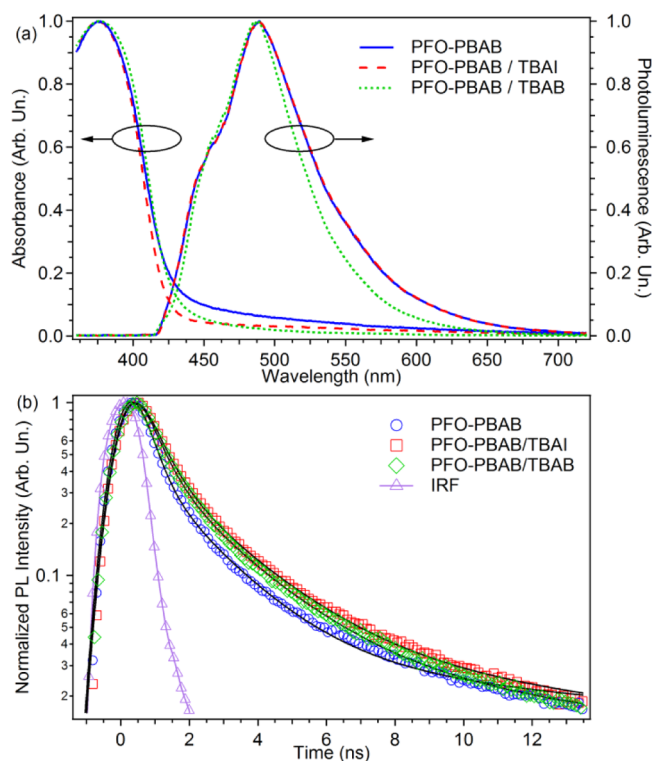 (a)
PFO-PBAB
PFO-PBAB / TBAI
PFO-PBAB / TBAB
Absorbance (Arb. Un.)
1.0
0.8
0.6
0.4
0.2
0.0
Photoluminescence (Arb. Un.)
1.0
0.8
0.6
0.4
0.2
0.0
400 450 500 550 600 650 700
Wavelength (nm)
(b)
PFO-PBAB
PFO-PBAB/TBAI
PFO-PBAB/TBAB
IRF
Normalized PL Intensity (Arb. Un.)
1
6
5
4
3
2
0.1
6
5
4
3
2
0 2 4 6 8 10 12
Time (ns)